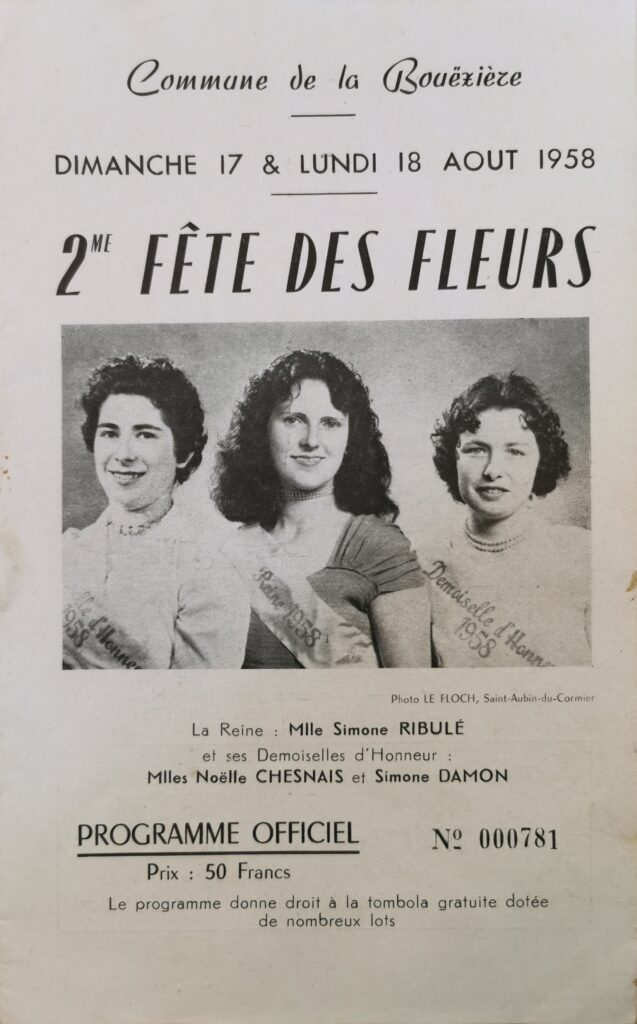 Commune de la Bouëxière
DIMANCHE 17 & LUNDI 18 AOUT 1958
2ME FÊTE DES FLEURS
lle d'Honne
1958
Reine 1958
Demoiselle d'Honne
1958
Photo LE FLOCH, Saint-Aubin-du-Cormier
La Reine : Mlle Simone RIBULÉ
et ses Demoiselles d'Honneur :
Mlles Noëlle CHESNAIS et Simone DAMON
PROGRAMME OFFICIEL
Nº 000781
Prix : 50 Francs
Le programme donne droit à la tombola gratuite dotée
de nombreux lots